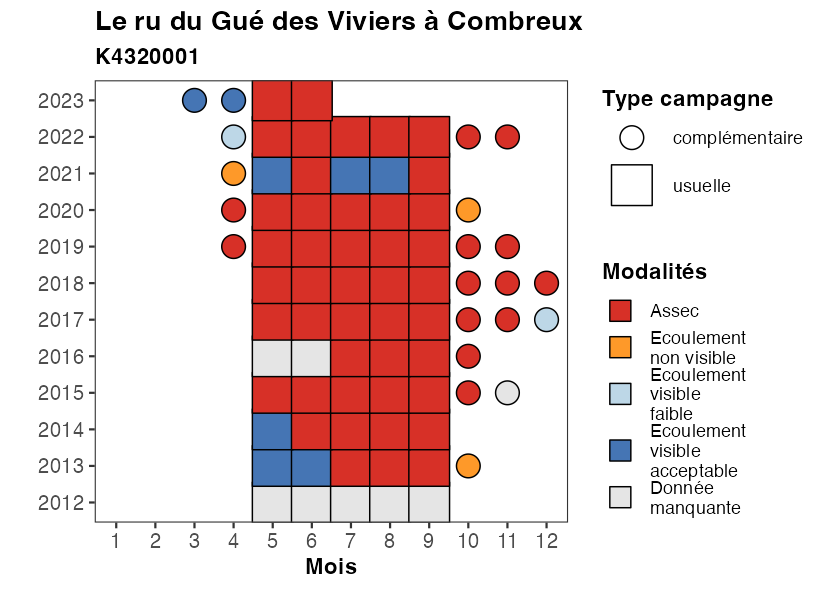 Le ru du Gué des Viviers à Combreux
K4320001
2023
2022
2021
2020
2019
2018
2017
2016
2015
2014
2013
2012
1 2 3 4 5 6 7 8 9 10 11 12
Mois
Type campagne
complémentaire
usuelle
Modalités
Assec
Ecoulement
non visible
Ecoulement
visible
faible
Ecoulement
visible
acceptable
Donnée
manquante